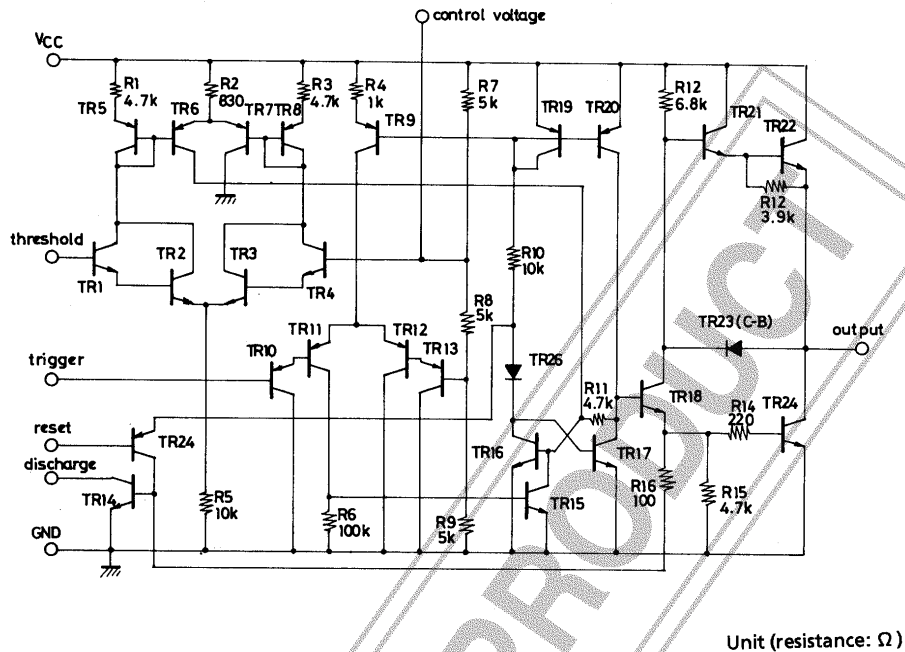 control voltage
VCC
R1
4.7k
R2
830
R3
4.7k
R4
1k
R7
5k
R12
6.8k
TR5
TR6
TR7
TR8
TR9
TR19
TR20
TR21
TR22
R12
3.9k
threshold
TR1
TR2
TR3
TR4
R10
10k
R8
5k
TR23 (C-B)
output
TR10
TR11
TR12
TR13
TR26
trigger
R11
4.7k
TR18
R14
220
TR24
reset
TR24
discharge
TR14
TR16
TR17
TR15
R16
100
R15
4.7k
R5
10k
R6
100k
R9
5k
GND
PRODUCT
Unit (resistance: Ω)